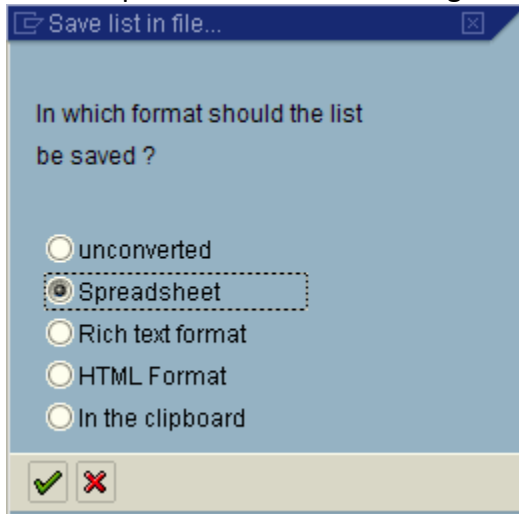 Save list in file...
In which format should the list
be saved ?
unconverted
Spreadsheet
Rich text format
HTML Format
In the clipboard